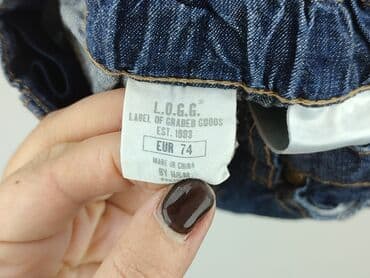 L.O.G.G.®
LABEL OF GRADED GOODS
EST. 1993
EUR 74
MADE IN CHINA
BY H&M